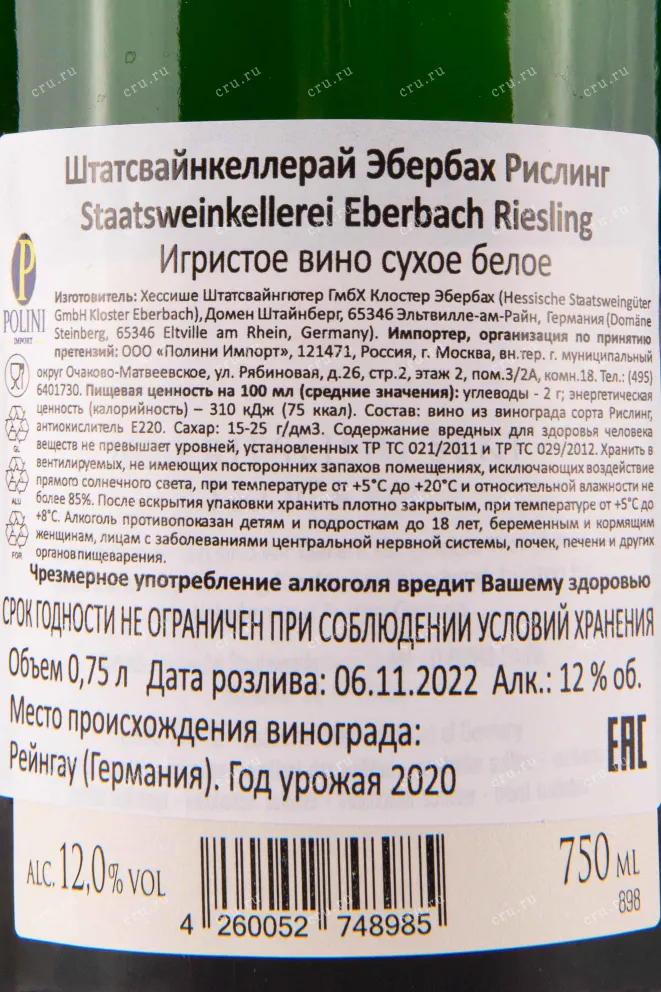 Штатсвайнкеллерай Эбербах Рислинг
Staatsweinkellerei Eberbach Riesling
Игристое вино сухое белое
P
POLINI
IMPORT
Изготовитель: Хессише Штатсвайнгютер ГмбХ Клостер Эбербах (Hessische Staatsweingüter
GmbH Kloster Eberbach), Домен Штайнберг, 65346 Эльтвилле-ам-Райн, Германия (Domäne
Steinberg, 65346 Eltville am Rhein, Germany). Импортер, организация по принятию
претензий: ООО «Полини Импорт», 121471, Россия, г. Москва, вн.тер. г. муниципальный
округ Очаково-Матвеевское, ул. Рябиновая, д.26, стр.2, этаж 2, пом.3/2А, комн.18. Тел.: (495)
6401730. Пищевая ценность на 100 мл (средние значения): углеводы - 2 г; энергетическая
ценность (калорийность) – 310 кДж (75 ккал). Состав: вино из винограда сорта Рислинг,
антиокислитель Е220. Сахар: 15-25 г/дм3. Содержание вредных для здоровья человека
веществ не превышает уровней, установленных ТР ТС 021/2011 и ТР ТС 029/2012. Хранить в
вентилируемых, не имеющих посторонних запахов помещениях, исключающих воздействие
прямого солнечного света, при температуре от +5°С до +20°С и относительной влажности не
более 85%. После вскрытия упаковки хранить плотно закрытым, при температуре от +5°С до
+8°С. Алкоголь противопоказан детям и подросткам до 18 лет, беременным и кормящим
женщинам, лицам с заболеваниями центральной нервной системы, почек, печени и других
органов пищеварения.
GL
ALU
FOR
Чрезмерное употребление алкоголя вредит Вашему здоровью
СРОК ГОДНОСТИ НЕ ОГРАНИЧЕН ПРИ СОБЛЮДЕНИИ УСЛОВИЙ ХРАНЕНИЯ
Объем 0,75 л Дата розлива: 06.11.2022 Алк.: 12 % об.
Место происхождения винограда:
Рейнгау (Германия). Год урожая 2020
EAC
ALC. 12,0% VOL
750 ML
898
4 260052 748985
cru.ru